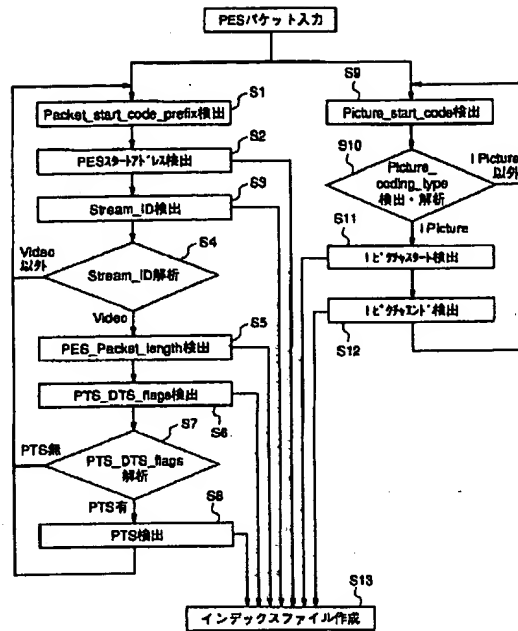 PESパケット入力
S1
Packet_start_code_prefix検出
S2
PESスタートアドレス検出
S3
Stream_ID検出
S4
Video
以外
Stream_ID解析
Video
S5
PES_Packet_length検出
PTS_DTS_flags検出
S6
S7
PTS無
PTS_DTS_flags
解析
PTS有
S8
PTS検出
S9
Picture_start_code検出
S10
I Picture
以外
Picture_
coding_type
検出・解析
I Picture
S11
Iピクチャスタート検出
Iピクチャエンド検出
S12
S13
インデックスファイル作成